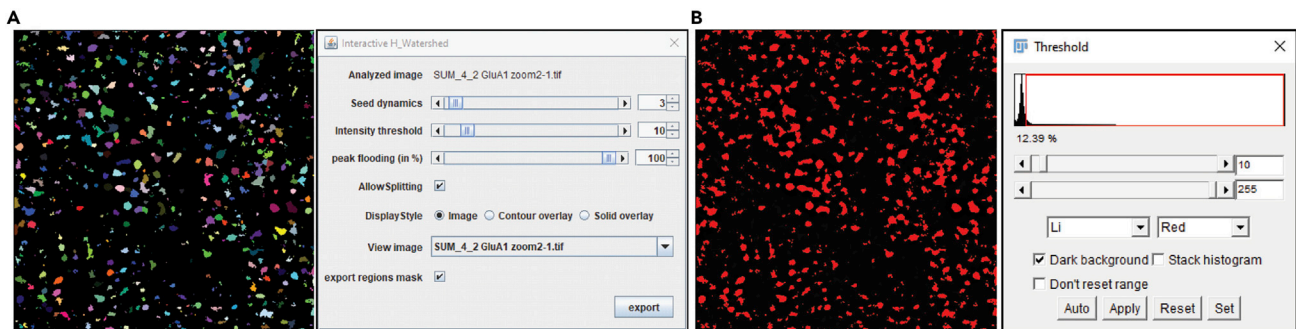 A
Interactive H_Watershed
Analyzed image SUM_4_2 GluA1 zoom2-1.tif
Seed dynamics 3
Intensity threshold 10
peak flooding (in %) 100
AllowSplitting
DisplayStyle Image Contour overlay Solid overlay
View image SUM_4_2 GluA1 zoom2-1.tif
export regions mask
export
B
Threshold
12.39 %
10
255
Li Red
Dark background Stack histogram
Don't reset range
Auto Apply Reset Set